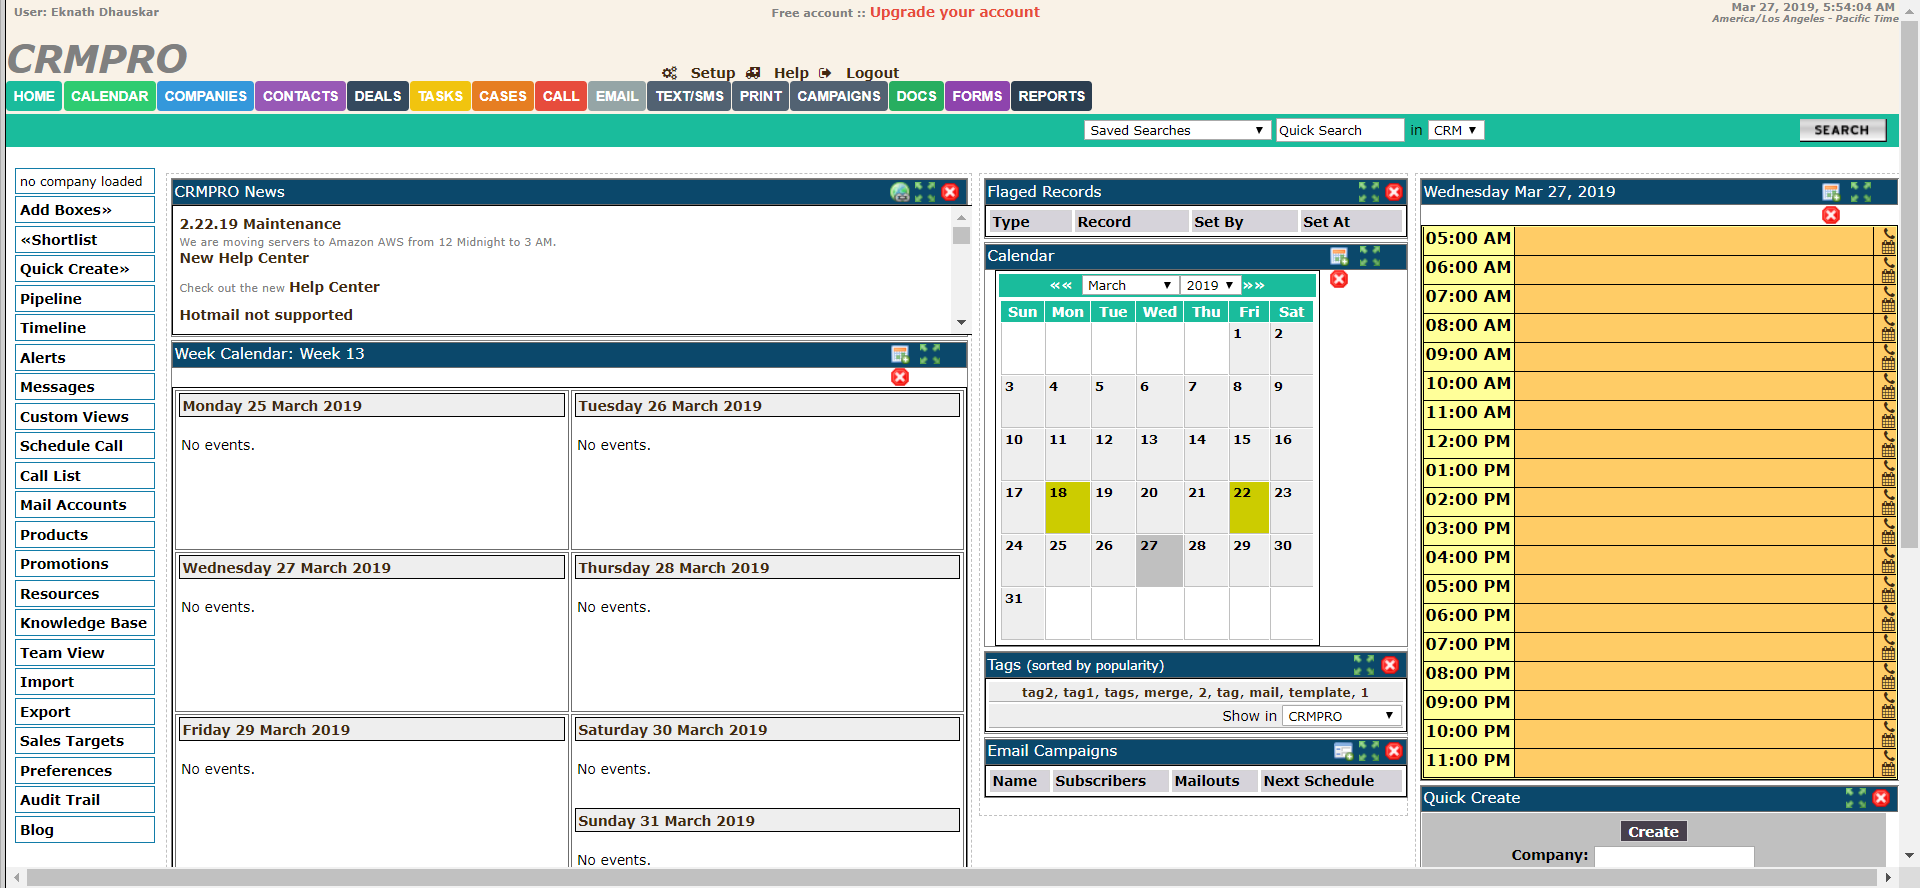 User: Eknath Dhauskar
Free account :: Upgrade your account
Mar 27, 2019, 5:54:04 AM
America/Los Angeles - Pacific Time
CRMPRO
Setup Help Logout
HOME CALENDAR COMPANIES CONTACTS DEALS TASKS CASES CALL EMAIL TEXT/SMS PRINT CAMPAIGNS DOCS FORMS REPORTS
Saved Searches Quick Search in CRM SEARCH
no company loaded
Add Boxes»
«Shortlist
Quick Create»
Pipeline
Timeline
Alerts
Messages
Custom Views
Schedule Call
Call List
Mail Accounts
Products
Promotions
Resources
Knowledge Base
Team View
Import
Export
Sales Targets
Preferences
Audit Trail
Blog
CRMPRO News
2.22.19 Maintenance
We are moving servers to Amazon AWS from 12 Midnight to 3 AM.
New Help Center
Check out the new Help Center
Hotmail not supported
Week Calendar: Week 13
Monday 25 March 2019
No events.
Tuesday 26 March 2019
No events.
Wednesday 27 March 2019
No events.
Thursday 28 March 2019
No events.
Friday 29 March 2019
No events.
Saturday 30 March 2019
No events.
Sunday 31 March 2019
No events.
Flaged Records
Type Record Set By Set At
Calendar
«« March 2019 »»
Sun Mon Tue Wed Thu Fri Sat
1 2
3 4 5 6 7 8 9
10 11 12 13 14 15 16
17 18 19 20 21 22 23
24 25 26 27 28 29 30
31
Tags (sorted by popularity)
tag2, tag1, tags, merge, 2, tag, mail, template, 1
Show in CRMPRO
Email Campaigns
Name Subscribers Mailouts Next Schedule
Wednesday Mar 27, 2019
05:00 AM
06:00 AM
07:00 AM
08:00 AM
09:00 AM
10:00 AM
11:00 AM
12:00 PM
01:00 PM
02:00 PM
03:00 PM
04:00 PM
05:00 PM
06:00 PM
07:00 PM
08:00 PM
09:00 PM
10:00 PM
11:00 PM
Quick Create
Create
Company: